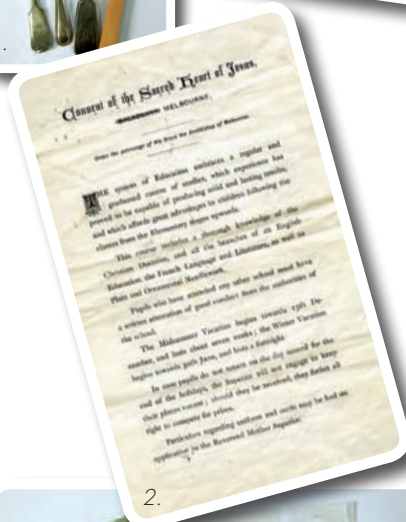 Convent of the Sacred Heart of Jesus,
MELBOURNE.
Under the patronage of His Grace the Archbishop of Melbourne.
THE system of Education embraces a regular and
graduated course of studies, which experience has
proved to be capable of producing solid and lasting results,
and which affords great advantages to children following the
classes from the Elementary stages upwards.
This course includes a thorough knowledge of the
Christian Doctrine, and all the branches of an English
Education, the French Language and Literature, as well as
Plain and Ornamental Needlework.
Pupils who have attended any other school must have
a written attestation of good conduct from the authorities of
the school.
The Midsummer Vacation begins towards 15th De-
cember, and lasts about seven weeks; the Winter Vacation
begins towards June, and lasts a fortnight.
In case pupils do not return on the day named for the
end of the holidays, the Superior will not engage to keep
their places vacant; should they be received, they forfeit all
right to compete for prizes.
Particulars regarding uniform and outfit may be had on
application to the Reverend Mother Superior.
2.